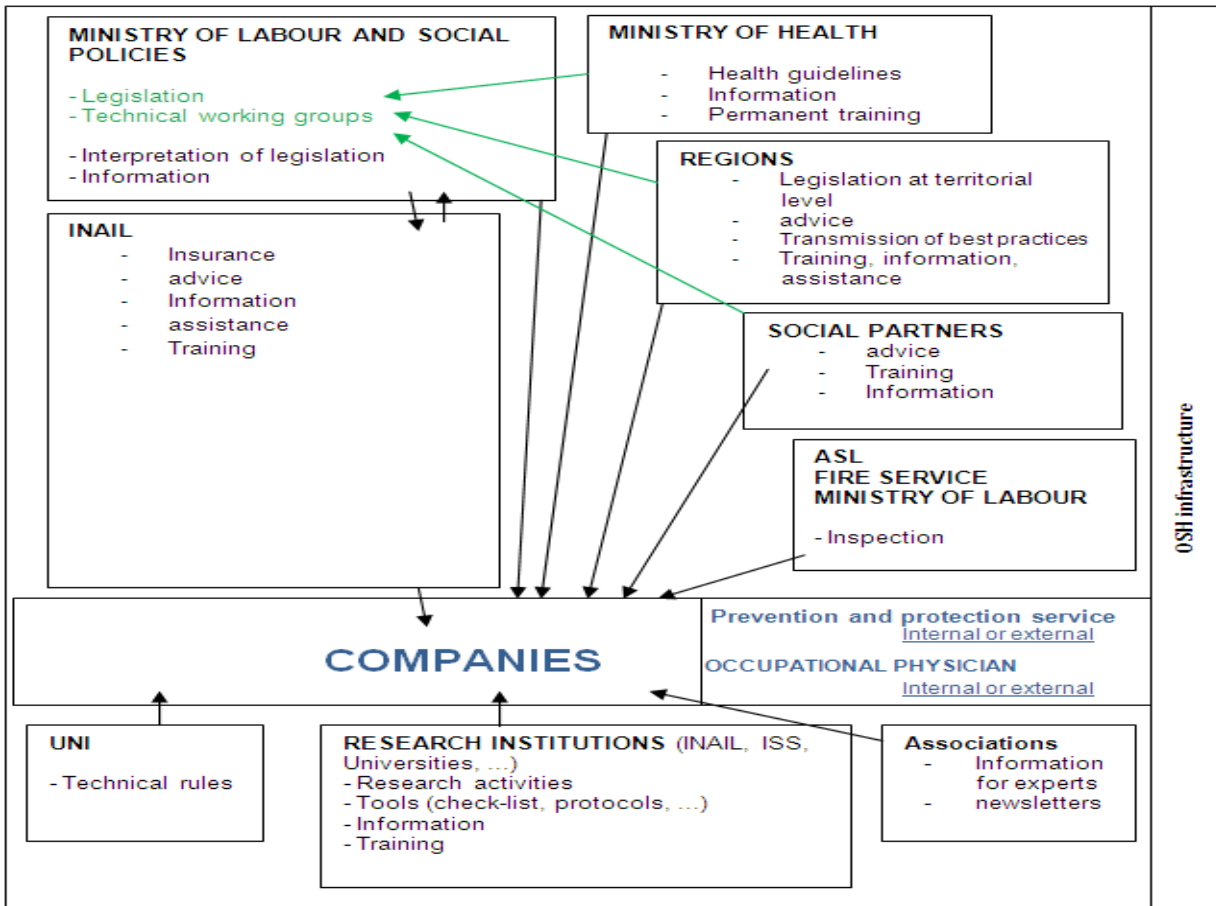 MINISTRY OF LABOUR AND SOCIAL
POLICIES
- Legislation
- Technical working groups
- Interpretation of legislation
- Information
MINISTRY OF HEALTH
- Health guidelines
- Information
- Permanent training
REGIONS
- Legislation at territorial
level
- advice
- Transmission of best practices
- Training, information,
assistance
INAIL
- Insurance
- advice
- Information
- assistance
- Training
SOCIAL PARTNERS
- advice
- Training
- Information
ASL
FIRE SERVICE
MINISTRY OF LABOUR
- Inspection
COMPANIES
Prevention and protection service
Internal or external
OCCUPATIONAL PHYSICIAN
Internal or external
UNI
- Technical rules
RESEARCH INSTITUTIONS (INAIL, ISS,
Universities, ...)
- Research activities
- Tools (check-list, protocols, ...)
- Information
- Training
Associations
- Information
for experts
- newsletters
OSH infrastructure